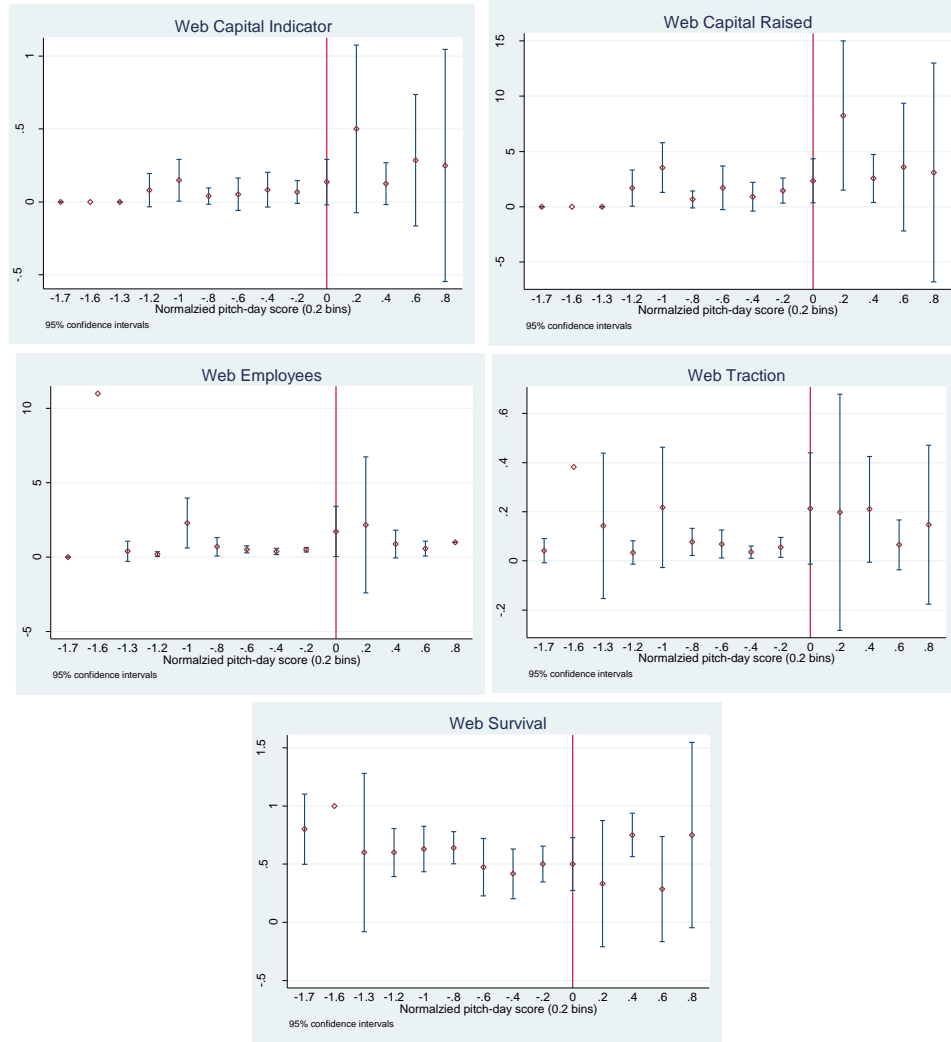 Web Capital Indicator
1
.5
0
-.5
-1.7 -1.6 -1.3 -1.2 -1 -.8 -.6 -.4 -.2 0 .2 .4 .6 .8
Normalzied pitch-day score (0.2 bins)
95% confidence intervals
Web Capital Raised
15
10
5
0
-5
-1.7 -1.6 -1.3 -1.2 -1 -.8 -.6 -.4 -.2 0 .2 .4 .6 .8
Normalzied pitch-day score (0.2 bins)
95% confidence intervals
Web Employees
10
5
0
-5
-1.7 -1.6 -1.3 -1.2 -1 -.8 -.6 -.4 -.2 0 .2 .4 .6 .8
Normalzied pitch-day score (0.2 bins)
95% confidence intervals
Web Traction
.6
.4
.2
0
-.2
-1.7 -1.6 -1.3 -1.2 -1 -.8 -.6 -.4 -.2 0 .2 .4 .6 .8
Normalzied pitch-day score (0.2 bins)
95% confidence intervals
Web Survival
1.5
1
.5
0
-.5
-1.7 -1.6 -1.3 -1.2 -1 -.8 -.6 -.4 -.2 0 .2 .4 .6 .8
Normalzied pitch-day score (0.2 bins)
95% confidence intervals